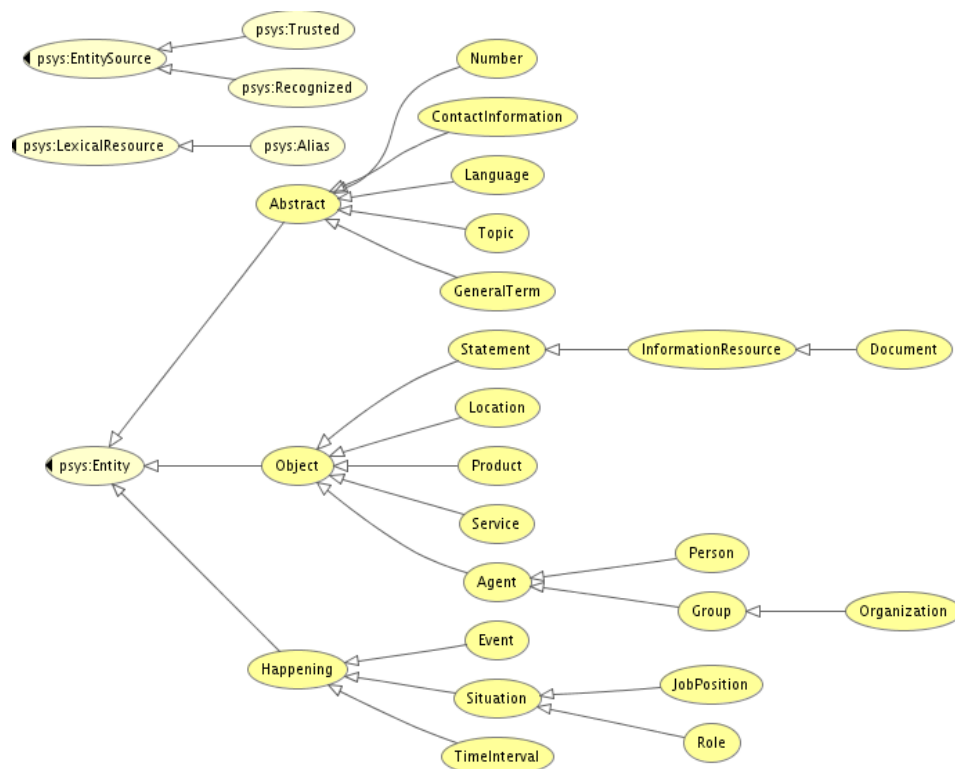 psys:Trusted
psys:EntitySource
Number
psys:Recognized
ContactInformation
psys:LexicalResource
psys:Alias
Language
Abstract
Topic
GeneralTerm
Statement
InformationResource
Document
Location
psys:Entity
Object
Product
Service
Person
Agent
Group
Organization
Event
Happening
JobPosition
Situation
Role
TimeInterval